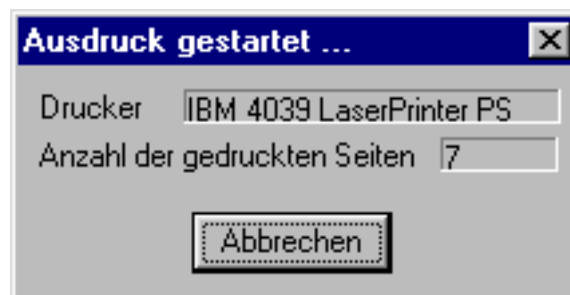 Ausdruck gestartet ...
Drucker IBM 4039 LaserPrinter PS
Anzahl der gedruckten Seiten 7
Abbrechen